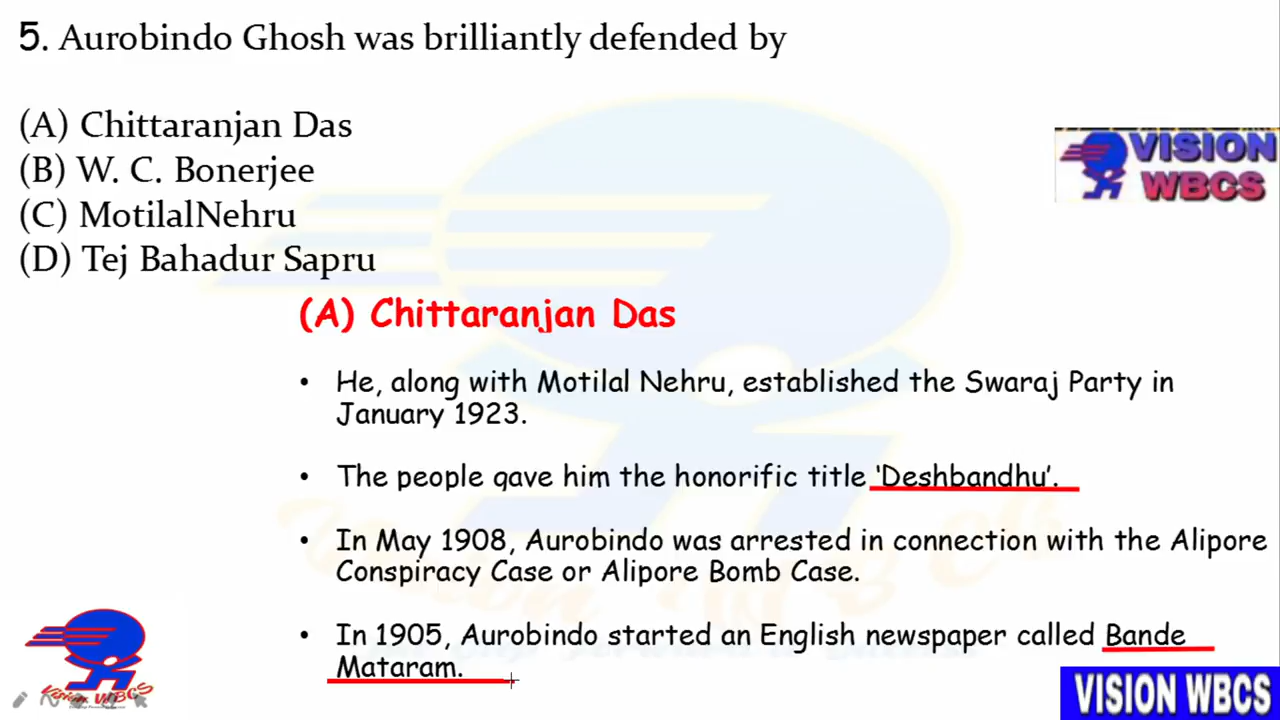 5. Aurobindo Ghosh was brilliantly defended by
(A) Chittaranjan Das
(B) W. C. Bonerjee
(C) MotilalNehru
(D) Tej Bahadur Sapru
VISION
WBCS
(A) Chittaranjan Das
• He, along with Motilal Nehru, established the Swaraj Party in
January 1923.
• The people gave him the honorific title ‘Deshbandhu’.
• In May 1908, Aurobindo was arrested in connection with the Alipore
Conspiracy Case or Alipore Bomb Case.
• In 1905, Aurobindo started an English newspaper called Bande
Mataram.
Vision WBCS
VISION WBCS